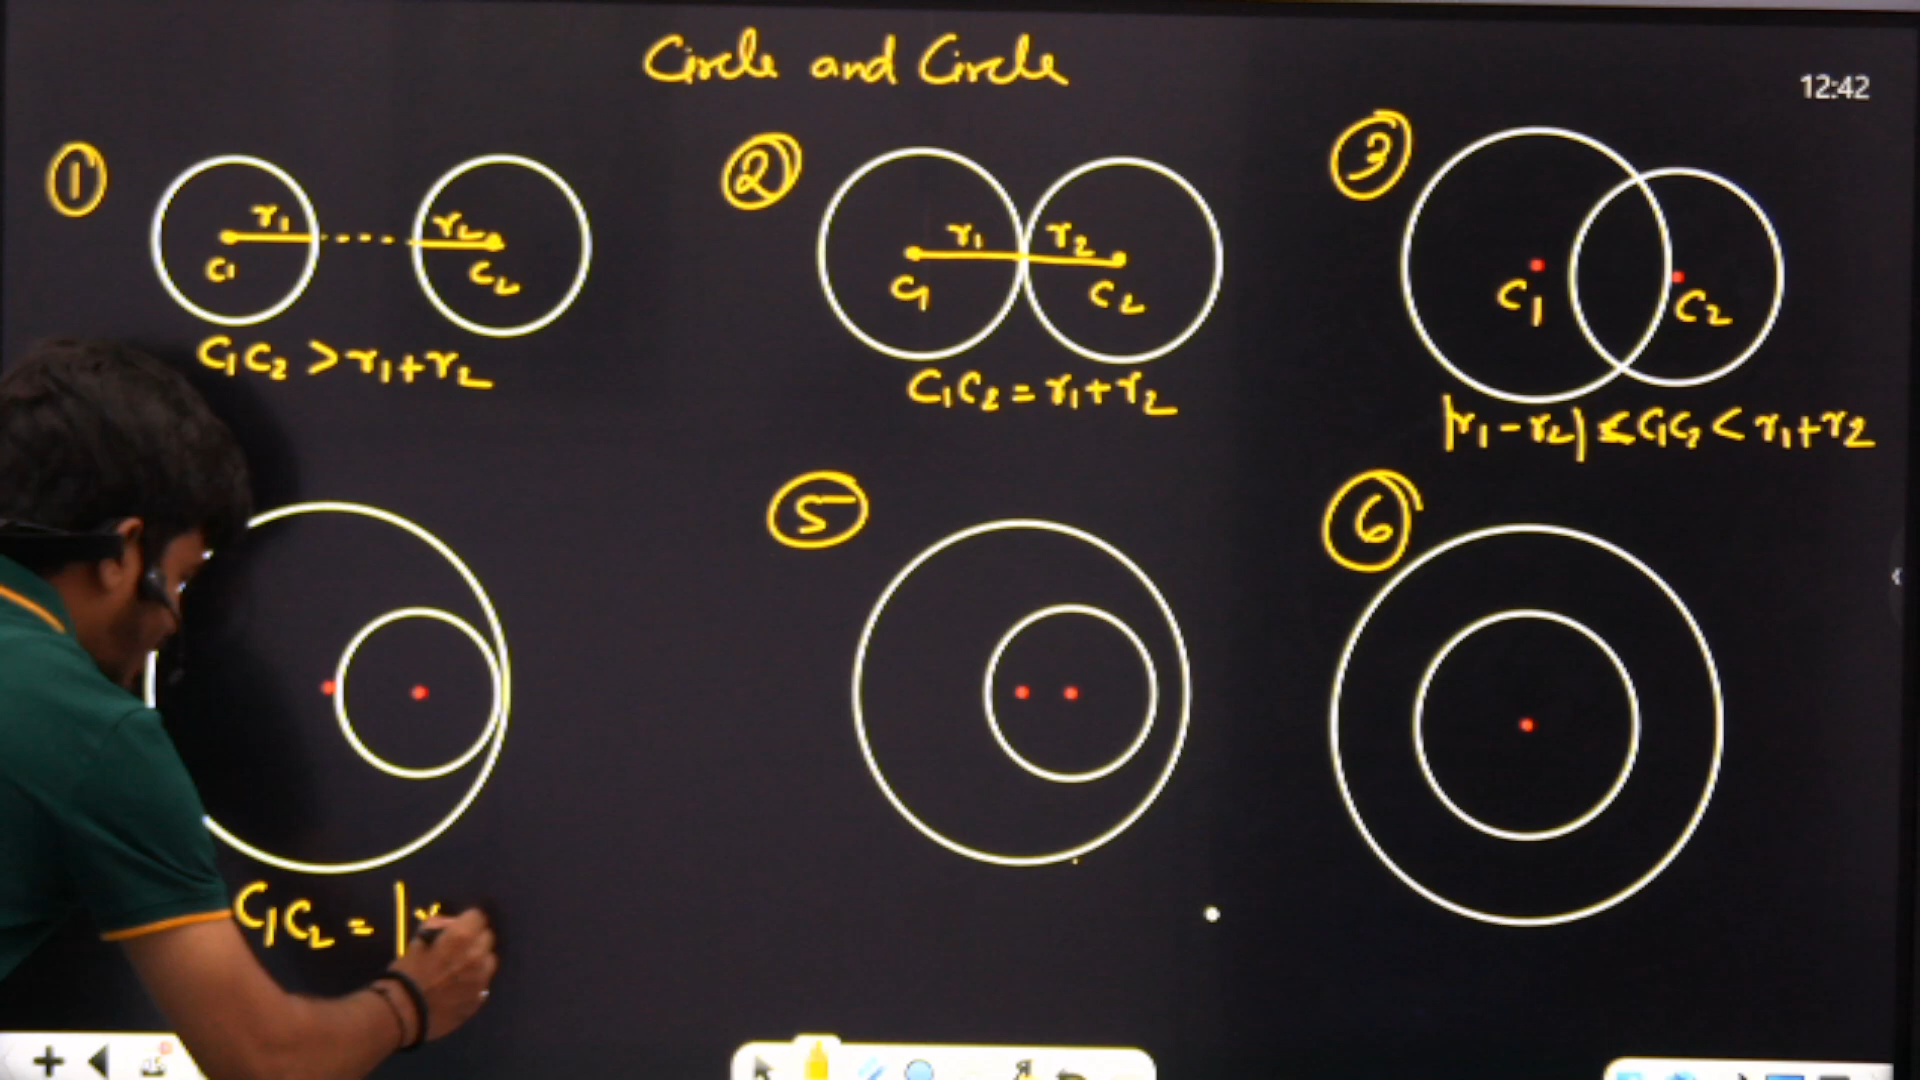 Circle and Circle
12:42
①
r₁ r₂
C₁ C₂
C₁C₂ > r₁+r₂
②
r₁ r₂
C₁ C₂
C₁C₂ = r₁+r₂
③
C₁ C₂
|r₁-r₂| ≤ C₁C₂ < r₁+r₂
C₁C₂ = |r
⑤
⑥